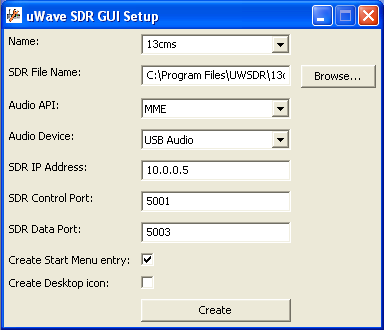 uWave SDR GUI Setup
Name: 13cms
SDR File Name: C:\Program Files\UWSDR\13c Browse...
Audio API: MME
Audio Device: USB Audio
SDR IP Address: 10.0.0.5
SDR Control Port: 5001
SDR Data Port: 5003
Create Start Menu entry:
Create Desktop icon:
Create